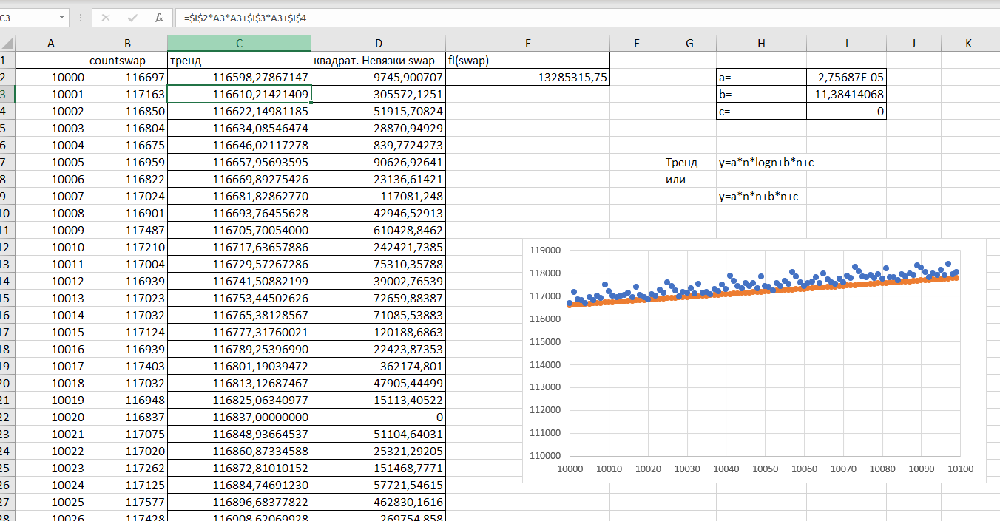 C3 =$I$2*A3*A3+$I$3*A3+$I$4
A B C D E F G H I J K
1 countswap тренд квадрат. Невязки swap fi(swap)
2 10000 116697 116598,27867147 9745,900707 13285315,75 a= 2,75687E-05
3 10001 117163 116610,21421409 305572,1251 b= 11,38414068
4 10002 116850 116622,14981185 51915,70824 c= 0
5 10003 116804 116634,08546474 28870,94929
6 10004 116675 116646,02117278 839,7724273
7 10005 116959 116657,95693595 90626,92641 Тренд y=a*n*logn+b*n+c
8 10006 116822 116669,89275426 23136,61421 или
9 10007 117024 116681,82862770 117081,248 y=a*n*n+b*n+c
10 10008 116901 116693,76455628 42946,52913
11 10009 117487 116705,70054000 610428,8462
12 10010 117210 116717,63657886 242421,7385
13 10011 117004 116729,57267286 75310,35788
14 10012 116939 116741,50882199 39002,76539
15 10013 117023
16 10014 117032 116765,38128567 71085,53883
17 10015 117124 116777,31760021 120188,6863
18 10016 116939 116789,25396990 22423,87353
19 10017 117403 116801,19039472 362174,801
20 10018 117032 116813,12687467 47905,44499
21 10019 116948 116825,06340977 15113,40522
22 10020 116837 116837,00000000 0
23 10021 117075 116848,93664537 51104,64031
24 10022 117020 116860,87334588 25321,29205
25 10023 117262 116872,81010152 151468,7771
26 10024 117125 116884,74691230 57721,54615
27 10025 117577 116896,68377822 462830,1616
28 10026 117428 116908,62069928 269754,858
119000
118000
117000
116000
115000
114000
113000
112000
111000
110000
10000 10010 10020 10030 10040 10050 10060 10070 10080 10090 10100